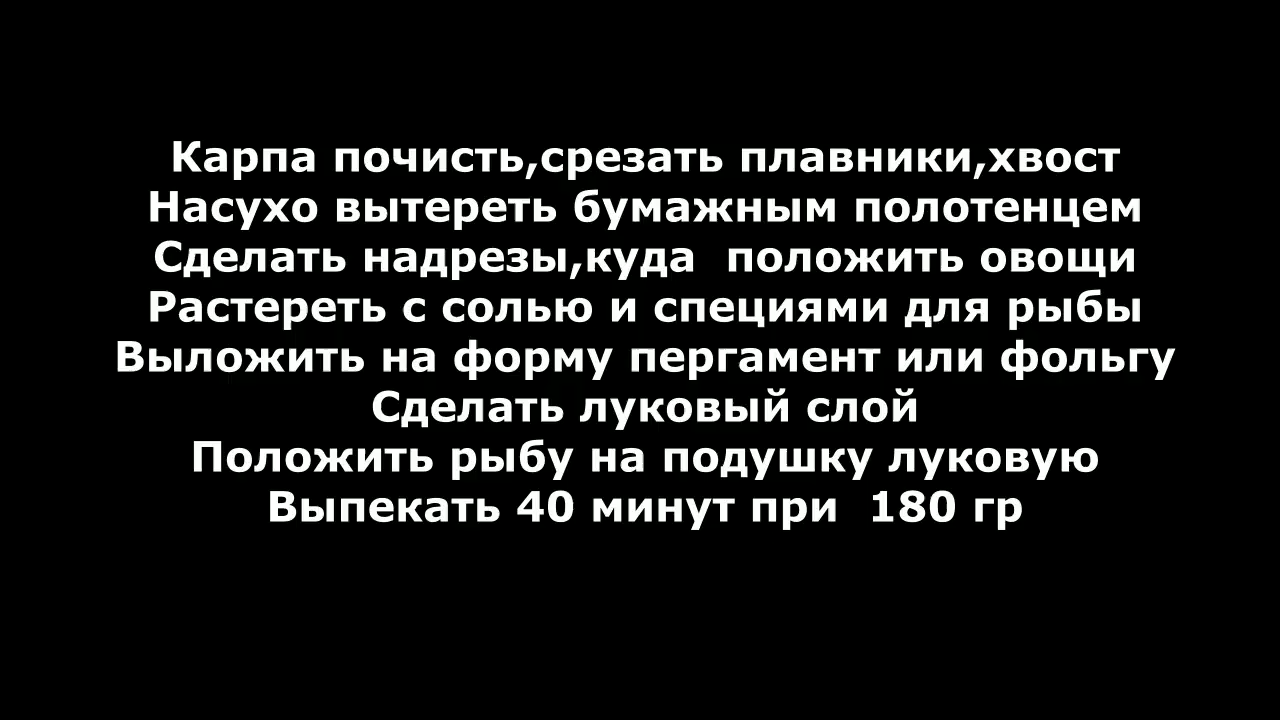 Карпа почисть,срезать плавники,хвост
Насухо вытереть бумажным полотенцем
Сделать надрезы,куда  положить овощи
Растереть с солью и специями для рыбы
Выложить на форму пергамент или фольгу
Сделать луковый слой
Положить рыбу на подушку луковую
Выпекать 40 минут при  180 гр